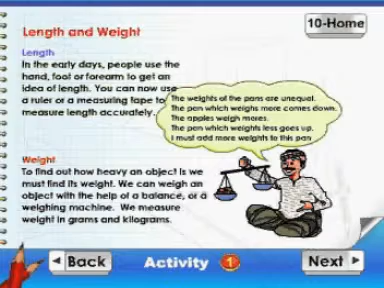 10-Home
Length and Weight
Length
In the early days, people use the
hand, foot or forearm to get an
idea of length. You can now use
a ruler or a measuring tape to
measure length accurately.
The weights of the pans are unequal.
The pan which weighs more comes down.
The apples weigh mores.
The pan which weights less goes up.
I must add more weights to this pan
Weight
To find out how heavy an object is we
must find its weight. We can weigh an
object with the help of a balance, or a
weighing machine. We measure
weight in grams and kilograms.
Back
Activity 1
Next